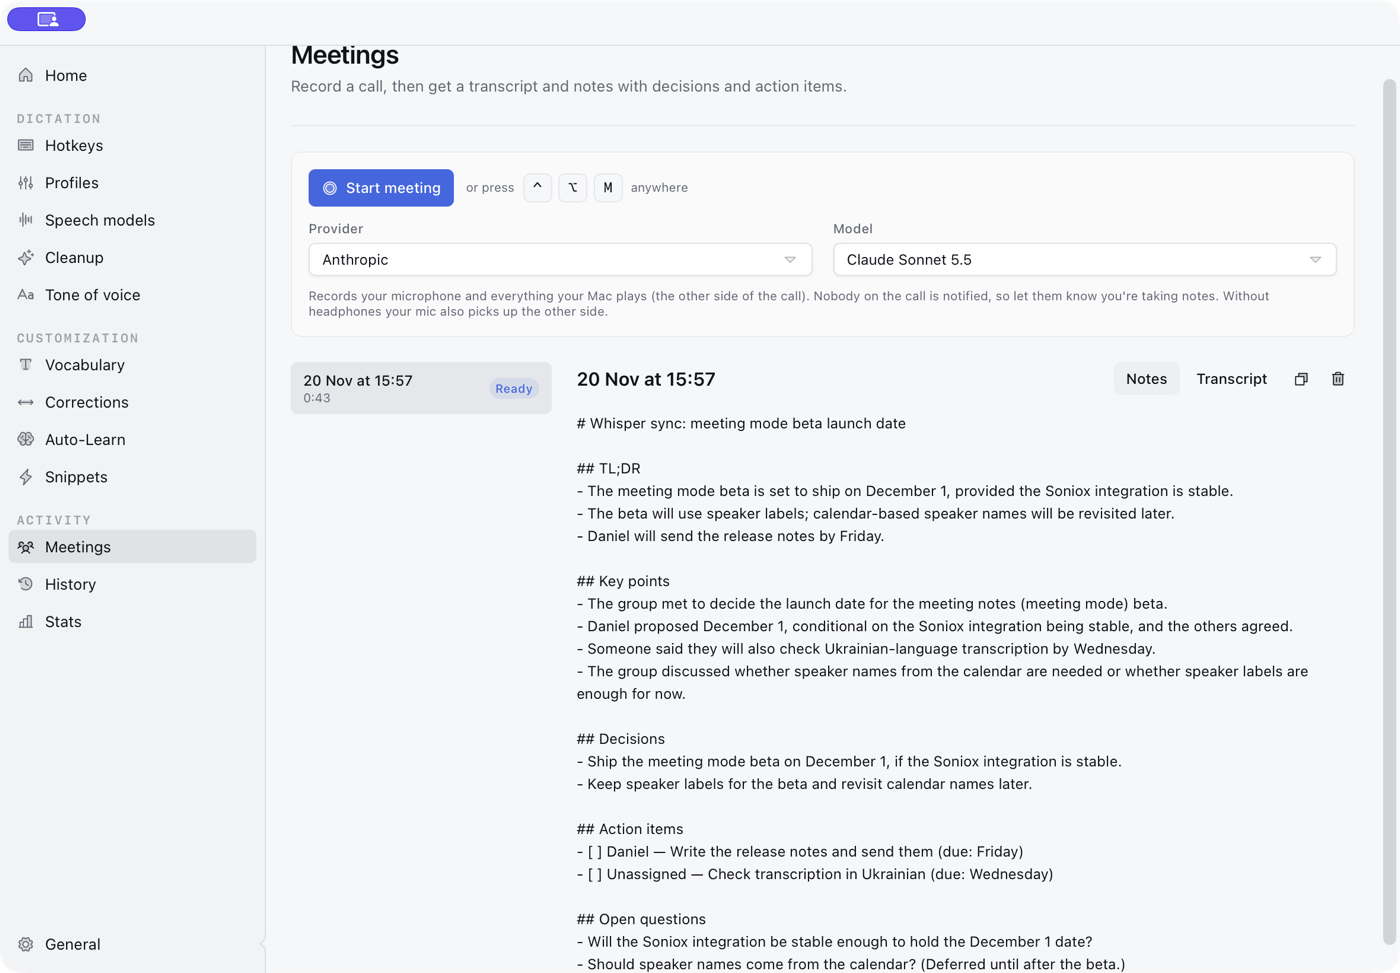 Meetings
Record a call, then get a transcript and notes with decisions and action items.
Home
DICTATION
Hotkeys
Profiles
Speech models
Cleanup
Aa Tone of voice
CUSTOMIZATION
Vocabulary
Corrections
Auto-Learn
Snippets
ACTIVITY
Meetings
History
Stats
General
Start meeting or press ^ ⌥ M anywhere
Provider
Anthropic
Model
Claude Sonnet 5.5
Records your microphone and everything your Mac plays (the other side of the call). Nobody on the call is notified, so let them know you're taking notes. Without
headphones your mic also picks up the other side.
20 Nov at 15:57
0:43
Ready
20 Nov at 15:57
Notes
Transcript
# Whisper sync: meeting mode beta launch date
## TL;DR
- The meeting mode beta is set to ship on December 1, provided the Soniox integration is stable.
- The beta will use speaker labels; calendar-based speaker names will be revisited later.
- Daniel will send the release notes by Friday.
## Key points
- The group met to decide the launch date for the meeting notes (meeting mode) beta.
- Daniel proposed December 1, conditional on the Soniox integration being stable, and the others agreed.
- Someone said they will also check Ukrainian-language transcription by Wednesday.
- The group discussed whether speaker names from the calendar are needed or whether speaker labels are
enough for now.
## Decisions
- Ship the meeting mode beta on December 1, if the Soniox integration is stable.
- Keep speaker labels for the beta and revisit calendar names later.
## Action items
- [ ] Daniel — Write the release notes and send them (due: Friday)
- [ ] Unassigned — Check transcription in Ukrainian (due: Wednesday)
## Open questions
- Will the Soniox integration be stable enough to hold the December 1 date?
- Should speaker names come from the calendar? (Deferred until after the beta.)